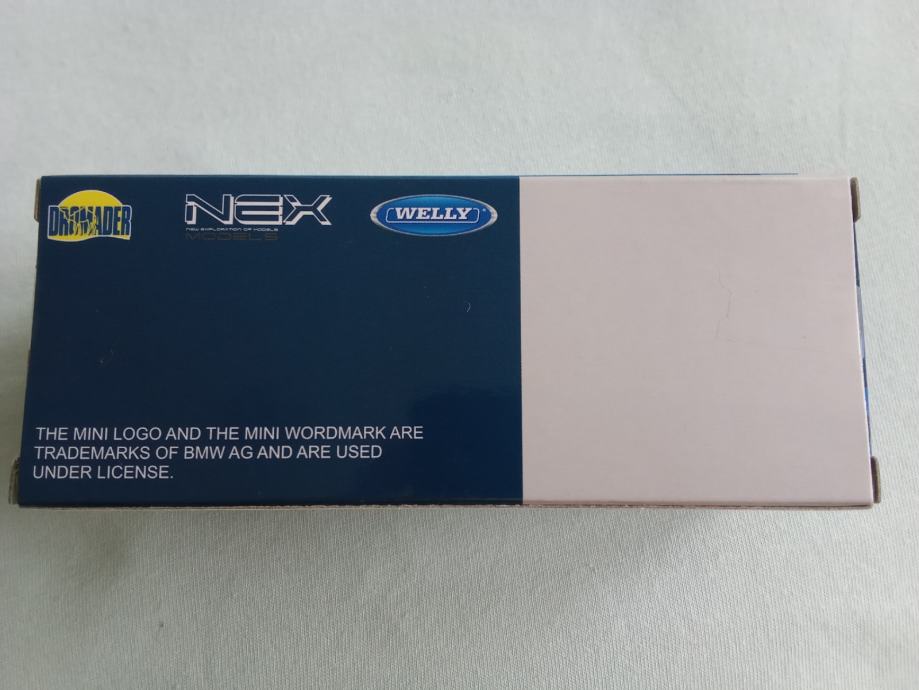 DROMADER
NEX
NEW EXPLORATION OF MODELS
MODELS
WELLY
THE MINI LOGO AND THE MINI WORDMARK ARE
TRADEMARKS OF BMW AG AND ARE USED
UNDER LICENSE.